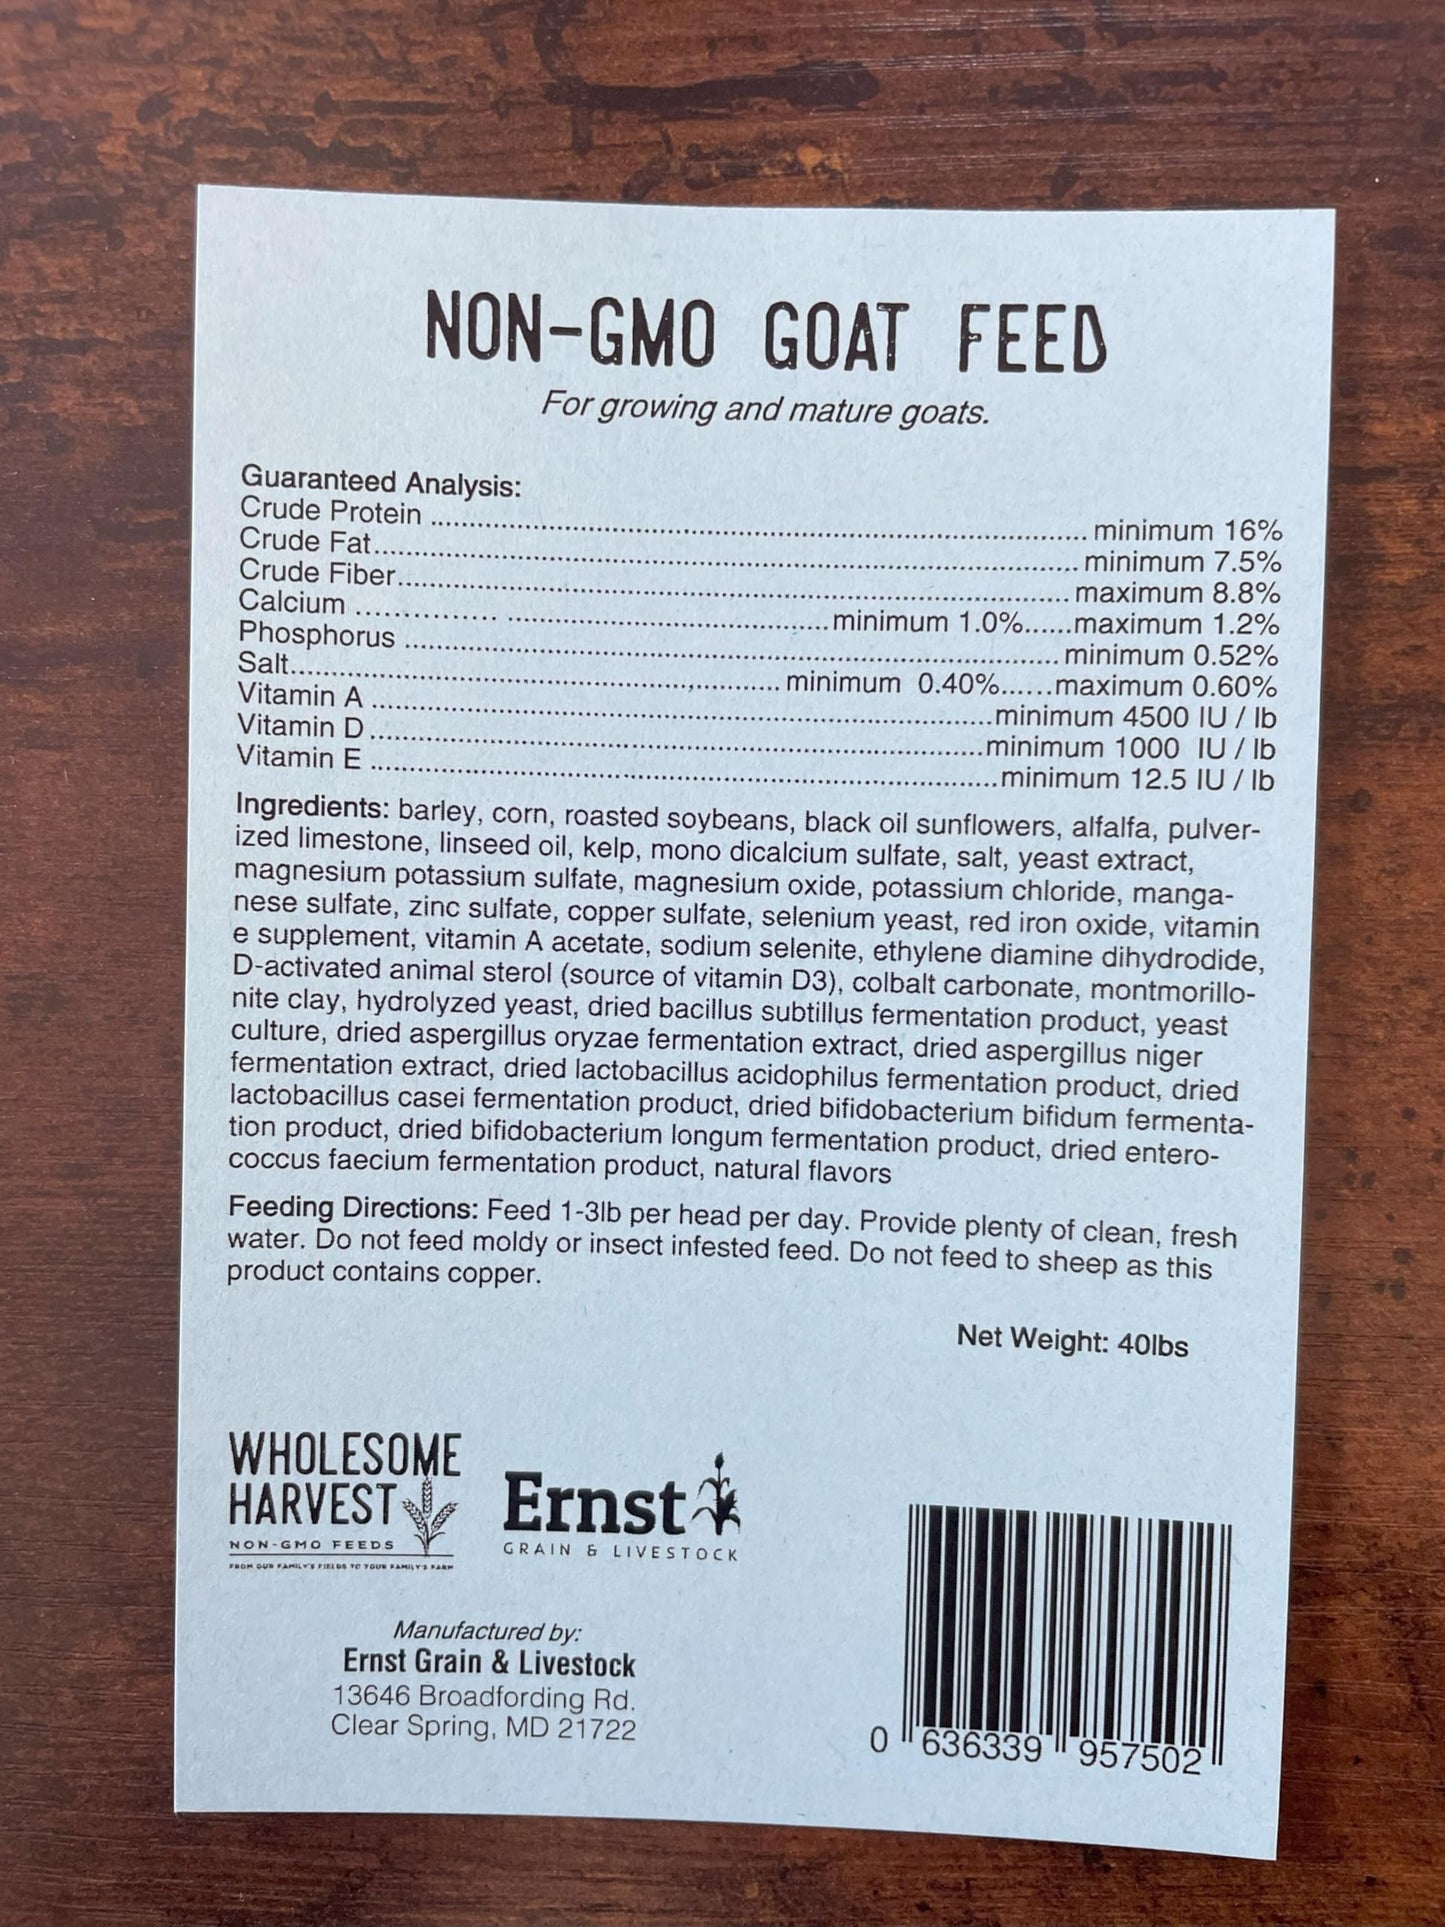 NON-GMO GOAT FEED
For growing and mature goats.
Guaranteed Analysis:
Crude Protein ........................................................................................ minimum 16%
Crude Fat.............................................................................................. minimum 7.5%
Crude Fiber.......................................................................................... maximum 8.8%
Calcium .................. ..........................................minimum 1.0%......maximum 1.2%
Phosphorus ........................................................................................ minimum 0.52%
Salt................................................................. minimum 0.40%......maximum 0.60%
Vitamin A ..................................................................................minimum 4500 IU / lb
Vitamin D .................................................................................minimum 1000 IU / lb
Vitamin E ...................................................................................minimum 12.5 IU / lb
Ingredients: barley, corn, roasted soybeans, black oil sunflowers, alfalfa, pulver-
ized limestone, linseed oil, kelp, mono dicalcium sulfate, salt, yeast extract,
magnesium potassium sulfate, magnesium oxide, potassium chloride, manga-
nese sulfate, zinc sulfate, copper sulfate, selenium yeast, red iron oxide, vitamin
e supplement, vitamin A acetate, sodium selenite, ethylene diamine dihydrodide,
D-activated animal sterol (source of vitamin D3), colbalt carbonate, montmorillo-
nite clay, hydrolyzed yeast, dried bacillus subtillus fermentation product, yeast
culture, dried aspergillus oryzae fermentation extract, dried aspergillus niger
fermentation extract, dried lactobacillus acidophilus fermentation product, dried
lactobacillus casei fermentation product, dried bifidobacterium bifidum fermenta-
tion product, dried bifidobacterium longum fermentation product, dried entero-
coccus faecium fermentation product, natural flavors
Feeding Directions: Feed 1-3lb per head per day. Provide plenty of clean, fresh
water. Do not feed moldy or insect infested feed. Do not feed to sheep as this
product contains copper.
Net Weight: 40lbs
WHOLESOME
HARVEST
NON-GMO FEEDS
FROM OUR FAMILY'S FIELDS TO YOUR FAMILY'S FARM
Ernst
GRAIN & LIVESTOCK
Manufactured by:
Ernst Grain & Livestock
13646 Broadfording Rd.
Clear Spring, MD 21722
0 636339 957502